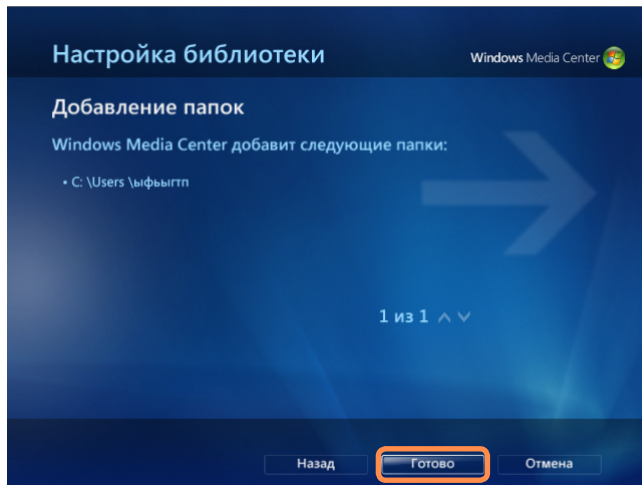 Настройка библиотеки
Windows Media Center
Добавление папок
Windows Media Center добавит следующие папки:
• C: \Users \ыфьыгтп
1 из 1
Назад Готово Отмена